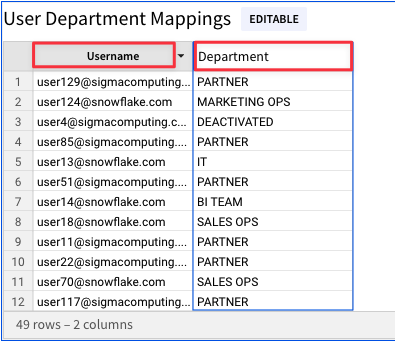 User Department Mappings EDITABLE
Username Department
1 user129@sigmacomputing.... PARTNER
2 user124@snowflake.com MARKETING OPS
3 user4@sigmacomputing.c... DEACTIVATED
4 user85@sigmacomputing.... PARTNER
5 user13@snowflake.com IT
6 user51@sigmacomputing.... PARTNER
7 user14@snowflake.com BI TEAM
8 user18@snowflake.com SALES OPS
9 user11@sigmacomputing.... PARTNER
10 user22@sigmacomputing.... PARTNER
11 user70@snowflake.com SALES OPS
12 user117@sigmacomputing.... PARTNER
49 rows – 2 columns